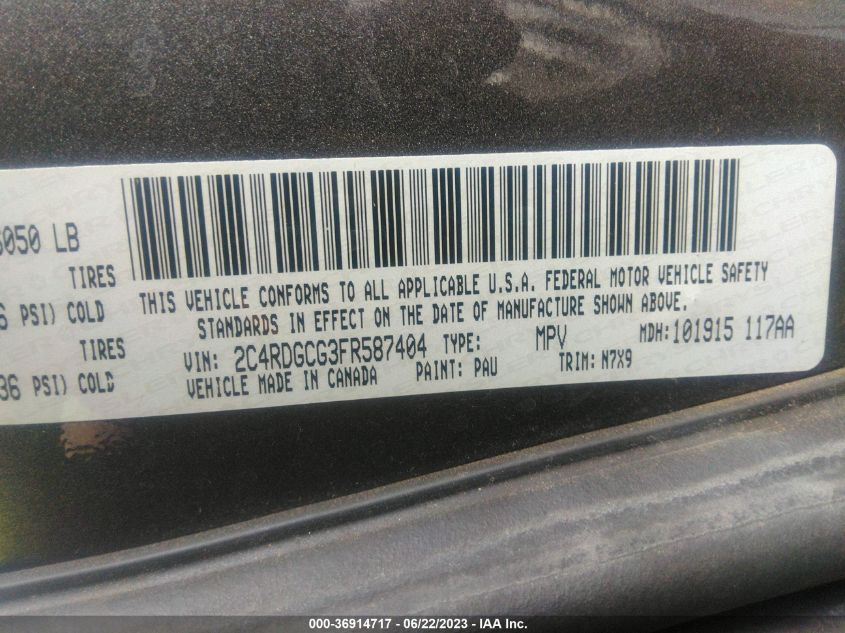 6050 LB
TIRES
6 PSI) COLD
TIRES
36 PSI) COLD
THIS VEHICLE CONFORMS TO ALL APPLICABLE U.S.A. FEDERAL MOTOR VEHICLE SAFETY
STANDARDS IN EFFECT ON THE DATE OF MANUFACTURE SHOWN ABOVE.
VIN: 2C4RDGCG3FR587404 TYPE: MPV MDH:101915 117AA
VEHICLE MADE IN CANADA PAINT: PAU TRIM: N7X9
000-36914717 - 06/22/2023 - IAA Inc.